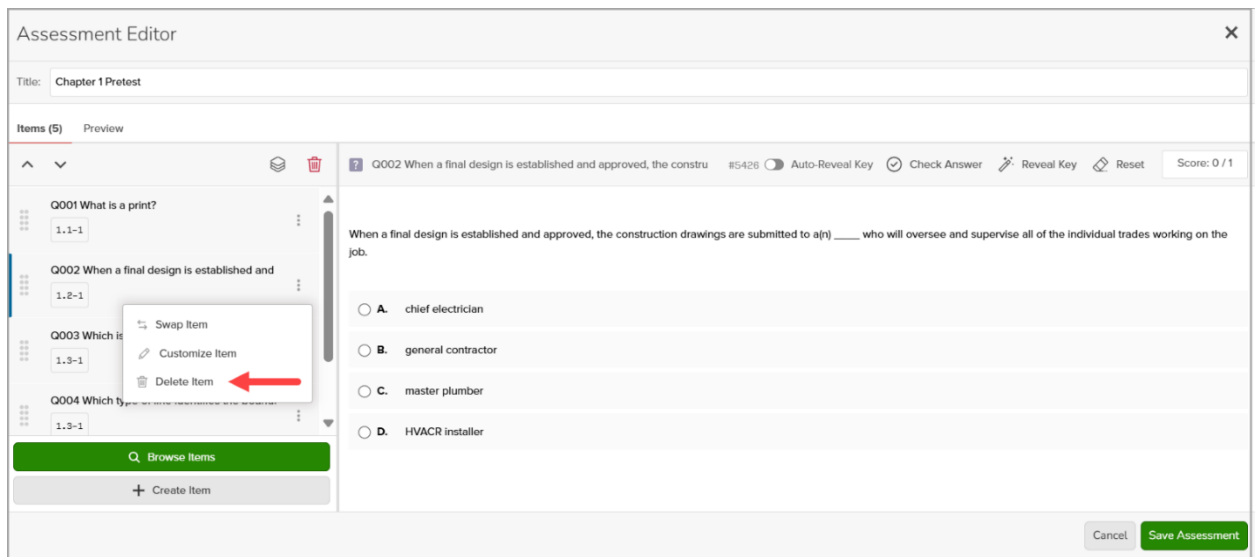 Assessment Editor
Title: Chapter 1 Pretest
Items (5) Preview
Q002 When a final design is established and approved, the constru #5426 Auto-Reveal Key Check Answer Reveal Key Reset Score: 0 / 1
Q001 What is a print?
1.1-1
Q002 When a final design is established and
1.2-1
Swap Item
Customize Item
Delete Item
Q003 Which is
1.3-1
Q004 Which
1.3-1
Browse Items
+ Create Item
When a final design is established and approved, the construction drawings are submitted to a(n) ____ who will oversee and supervise all of the individual trades working on the
job.
A. chief electrician
B. general contractor
C. master plumber
D. HVACR installer
Cancel Save Assessment